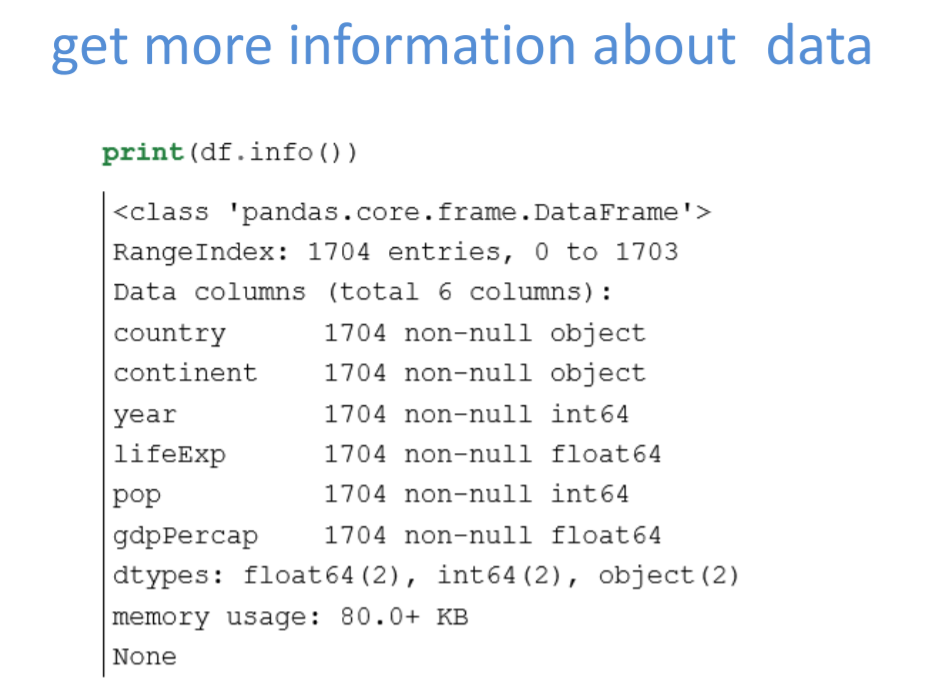 get more information about  data
print(df.info())
<class 'pandas.core.frame.DataFrame'>
RangeIndex: 1704 entries, 0 to 1703
Data columns (total 6 columns):
country      1704 non-null object
continent    1704 non-null object
year         1704 non-null int64
lifeExp      1704 non-null float64
pop          1704 non-null int64
gdpPercap    1704 non-null float64
dtypes: float64(2), int64(2), object(2)
memory usage: 80.0+ KB
None